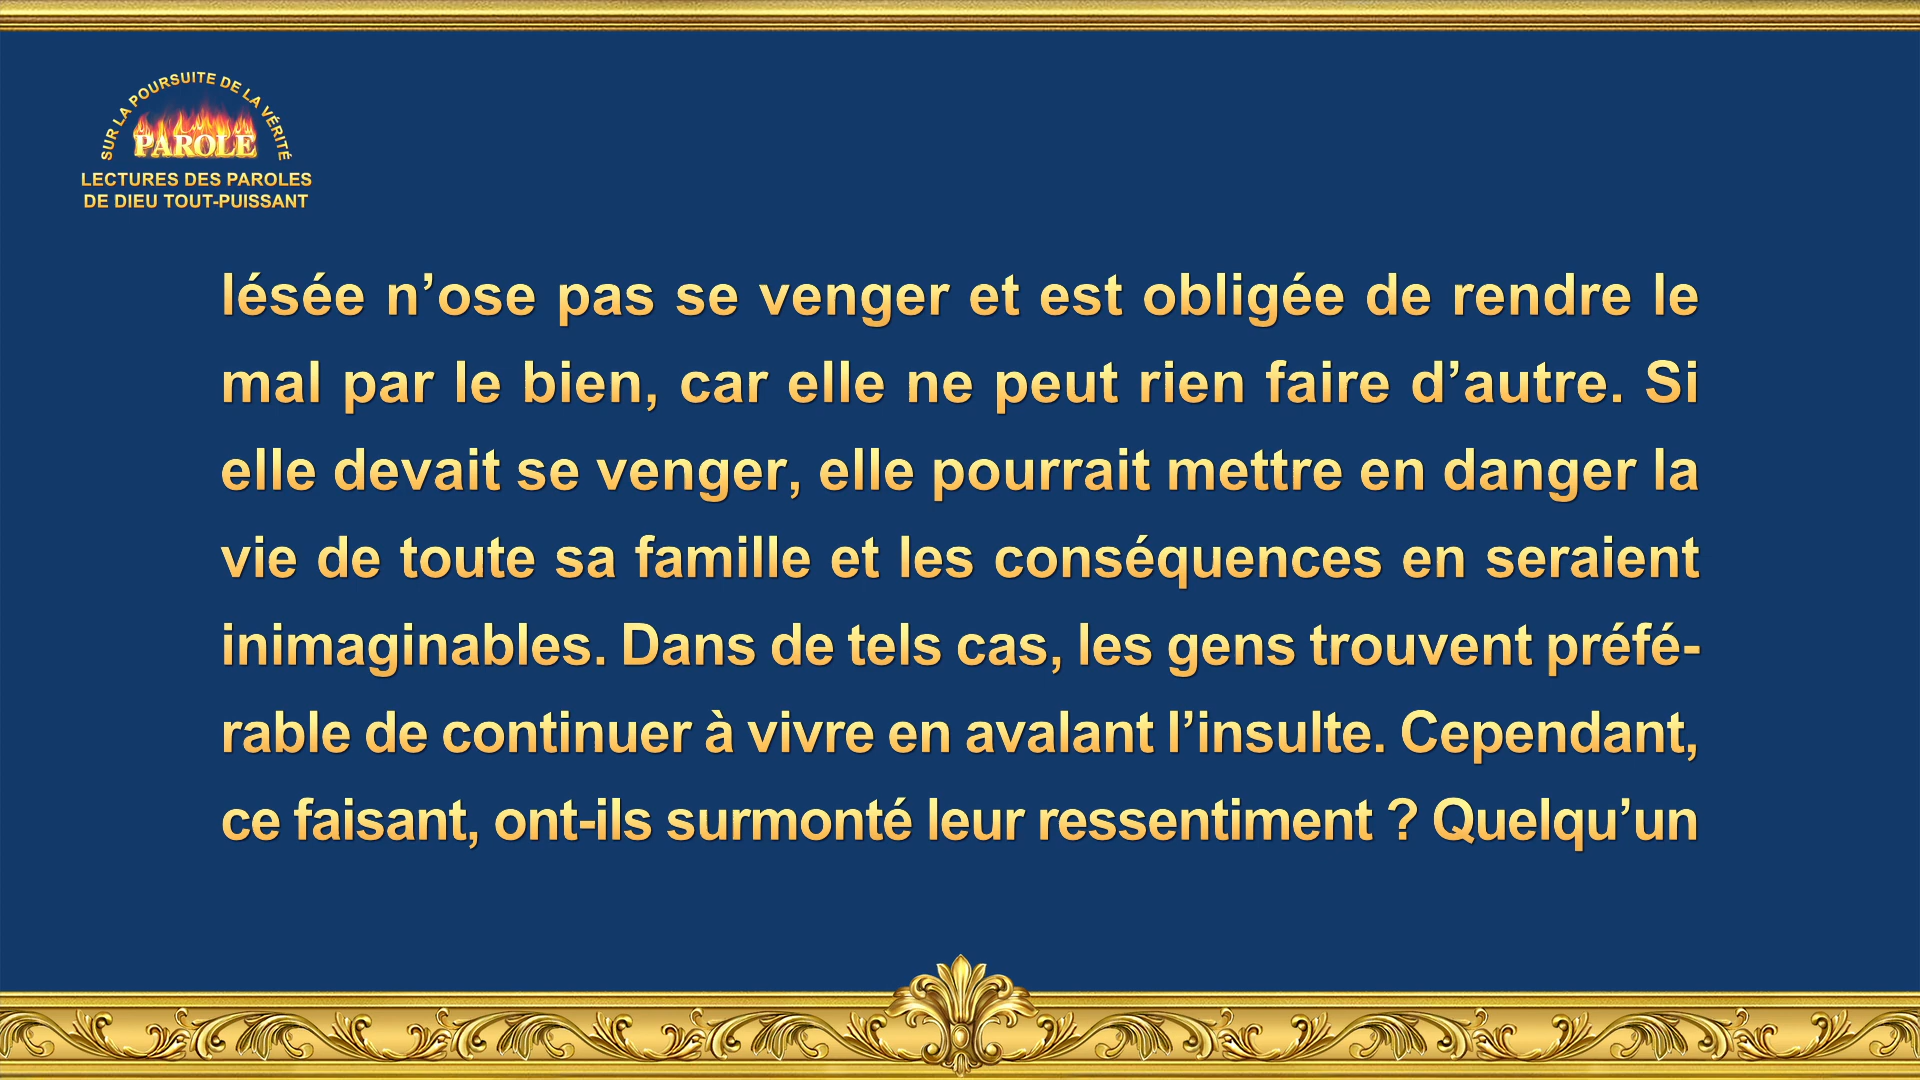 SUR LA POURSUITE DE LA VÉRITÉ
PAROLE
LECTURES DES PAROLES
DE DIEU TOUT-PUISSANT
lésée n’ose pas se venger et est obligée de rendre le
mal par le bien, car elle ne peut rien faire d’autre. Si
elle devait se venger, elle pourrait mettre en danger la
vie de toute sa famille et les conséquences en seraient
inimaginables. Dans de tels cas, les gens trouvent préfé-
rable de continuer à vivre en avalant l’insulte. Cependant,
ce faisant, ont-ils surmonté leur ressentiment ? Quelqu’un